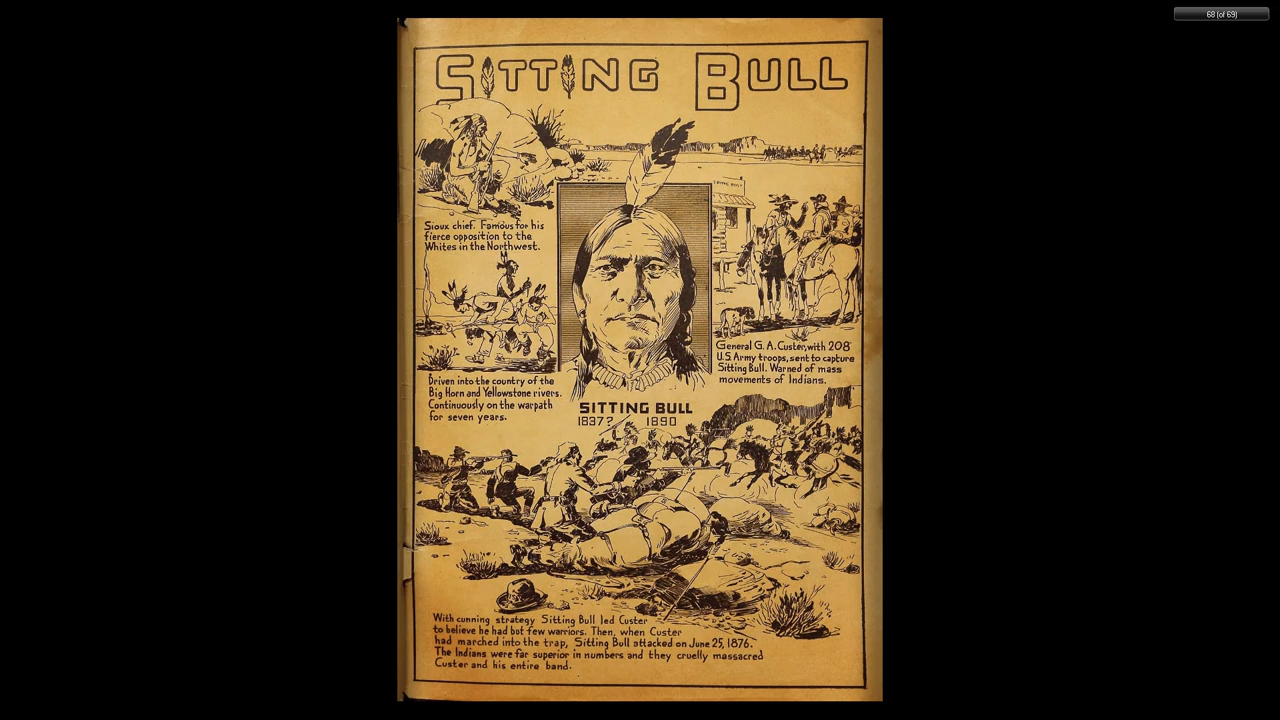 68 (of 69)
SITTING BULL
Sioux chief. Famous for his
fierce opposition to the
Whites in the Northwest.
SITTING BULL
General G. A. Custer, with 208
U.S. Army troops, sent to capture
Sitting Bull. Warned of mass
movements of Indians.
Driven into the country of the
Big Horn and Yellowstone rivers.
Continuously on the warpath
for seven years.
SITTING BULL
1837? 1890
With cunning strategy Sitting Bull led Custer
to believe he had but few warriors. Then, when Custer
had marched into the trap, Sitting Bull attacked on June 25, 1876.
The Indians were far superior in numbers and they cruelly massacred
Custer and his entire band.